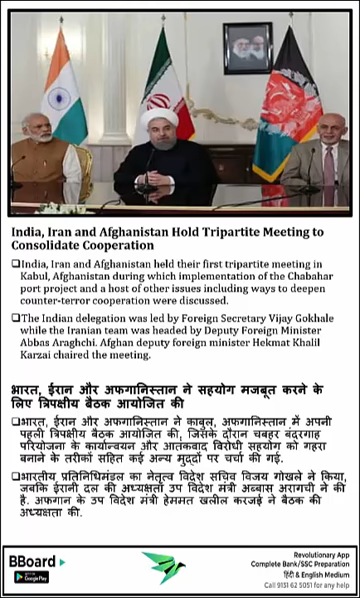 India, Iran and Afghanistan Hold Tripartite Meeting to
Consolidate Cooperation
❑India, Iran and Afghanistan held their first tripartite meeting in
Kabul, Afghanistan during which implementation of the Chabahar
port project and a host of other issues including ways to deepen
counter-terror cooperation were discussed.
❑The Indian delegation was led by Foreign Secretary Vijay Gokhale
while the Iranian team was headed by Deputy Foreign Minister
Abbas Araghchi. Afghan deputy foreign minister Hekmat Khalil
Karzai chaired the meeting.
भारत, ईरान और अफगानिस्तान ने सहयोग मजबूत करने के
लिए त्रिपक्षीय बैठक आयोजित की
❑भारत, ईरान और अफगानिस्तान ने काबुल, अफगानिस्तान में अपनी
पहली त्रिपक्षीय बैठक आयोजित की, जिसके दौरान चबहर बंदरगाह
परियोजना के कार्यान्वयन और आतंकवाद विरोधी सहयोग को गहरा
बनाने के तरीकों सहित कई अन्य मुद्दों पर चर्चा की गई.
❑भारतीय प्रतिनिधिमंडल का नेतृत्व विदेश सचिव विजय गोखले ने किया,
जबकि ईरानी दल की अध्यक्षता उप विदेश मंत्री अब्बास अरागची ने की
है. अफगान के उप विदेश मंत्री हेममत खलील करजई ने बैठक की
अध्यक्षता की.
BBoard
Google Play
Revolutionary App
Complete Bank/SSC Preparation
हिंदी & English Medium
Call 9131 62 5051 for any help